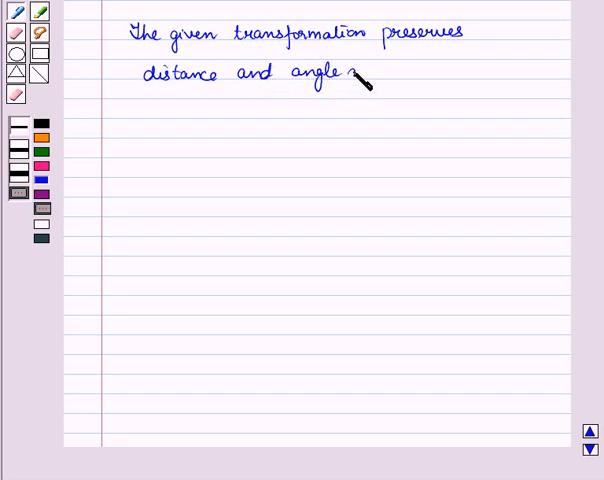 The given transformation preserves
distance and angle